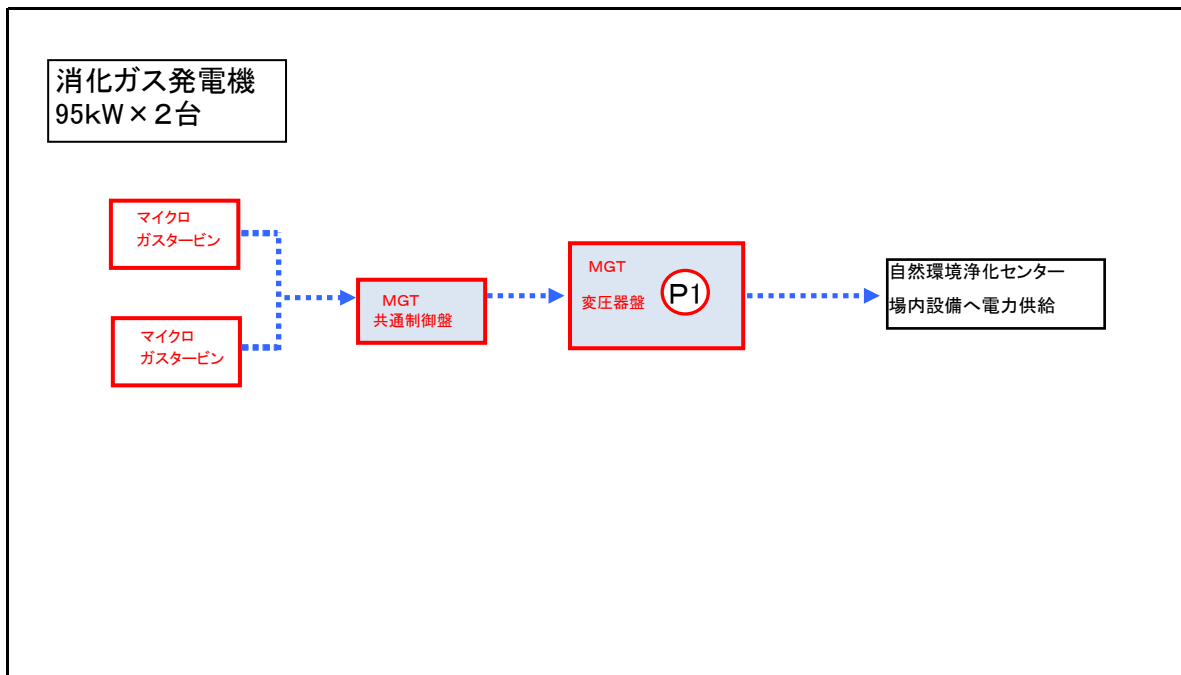 消化ガス発電機
95kW×2台
マイクロ
ガスタービン
マイクロ
ガスタービン
MGT
共通制御盤
MGT
変圧器盤
P1
自然環境浄化センター
場内設備へ電力供給